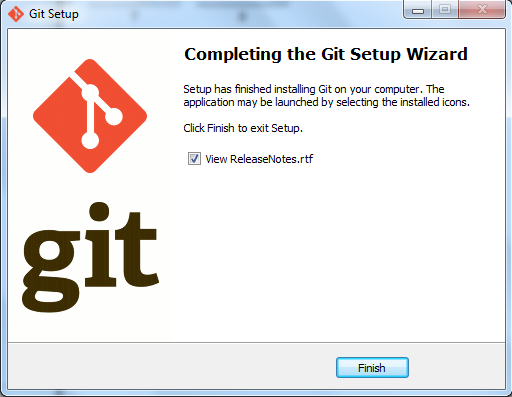 Git Setup
Completing the Git Setup Wizard
Setup has finished installing Git on your computer. The
application may be launched by selecting the installed icons.
Click Finish to exit Setup.
View ReleaseNotes.rtf
git
Finish